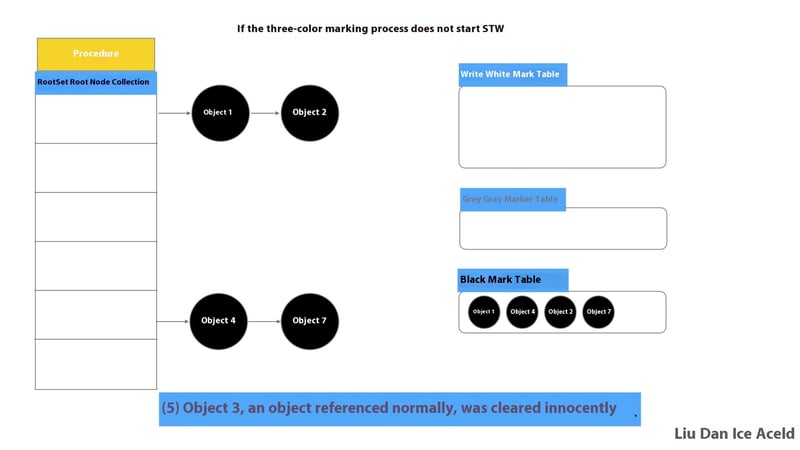 If the three-color marking process does not start STW
Procedure
RootSet Root Node Collection
Object 1
Object 2
Object 4
Object 7
Write White Mark Table
Grey Gray Marker Table
Black Mark Table
Object 1
Object 4
Object 2
Object 7
(5) Object 3, an object referenced normally, was cleared innocently .
Liu Dan Ice Aceld